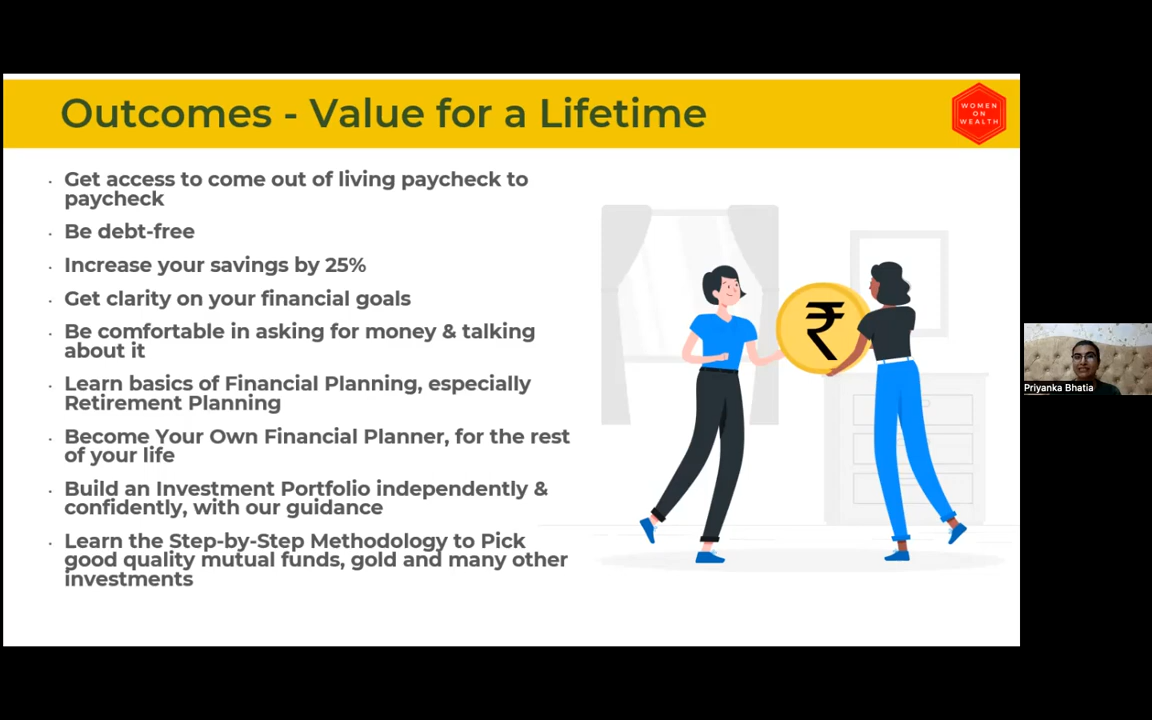 Outcomes - Value for a Lifetime
WOMEN
ON
WEALTH
· Get access to come out of living paycheck to
paycheck
· Be debt-free
· Increase your savings by 25%
· Get clarity on your financial goals
· Be comfortable in asking for money & talking
about it
· Learn basics of Financial Planning, especially
Retirement Planning
· Become Your Own Financial Planner, for the rest
of your life
· Build an Investment Portfolio independently &
confidently, with our guidance
· Learn the Step-by-Step Methodology to Pick
good quality mutual funds, gold and many other
investments
₹
Priyanka Bhatia